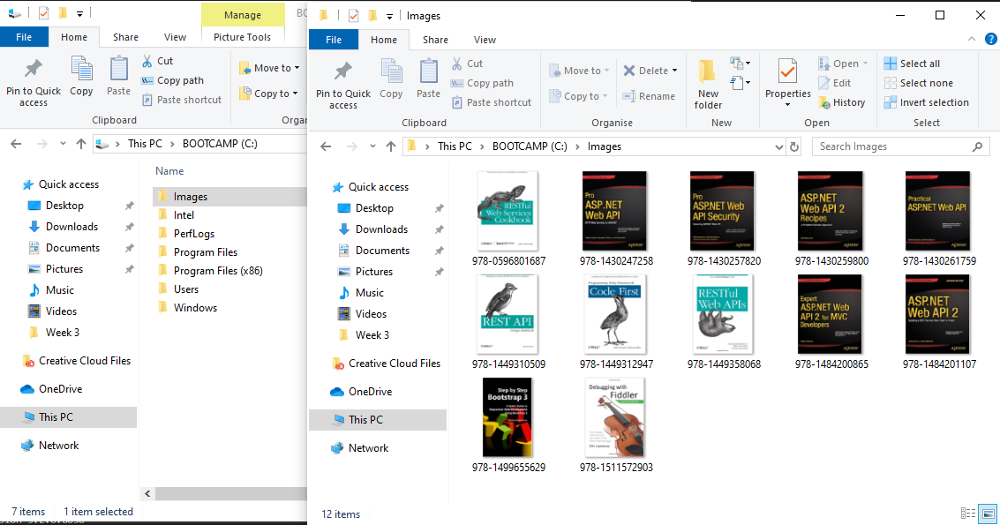 Manage
BO
File
Home
Share
View
Picture Tools
Pin to Quick access
Copy
Paste
Cut
Copy path
Paste shortcut
Move to
Copy to
Clipboard
Organ
This PC
BOOTCAMP (C:)
Name
Quick access
Desktop
Downloads
Documents
Pictures
Music
Videos
Week 3
Creative Cloud Files
OneDrive
This PC
Network
Images
Intel
PerfLogs
Program Files
Program Files (x86)
Users
Windows
7 items
1 item selected
Images
File
Home
Share
View
Pin to Quick access
Copy
Paste
Cut
Copy path
Paste shortcut
Clipboard
Move to
Copy to
Delete
Rename
Organise
New folder
New
Properties
Open
Edit
History
Open
Select all
Select none
Invert selection
Select
This PC
BOOTCAMP (C:)
Images
Search Images
Quick access
Desktop
Downloads
Documents
Pictures
Music
Videos
Week 3
Creative Cloud Files
OneDrive
This PC
Network
RESTful
Web Services
Cookbook
978-0596801687
Pro
ASP.NET
Web API
Apress
978-1430247258
Pro
ASP.NET Web
API Security
Apress
978-1430257820
ASP.NET
Web API 2
Recipes
Apress
978-1430259800
Practical
ASP.NET Web API
Apress
978-1430261759
REST API
978-1449310509
Code First
978-1449312947
RESTful
Web APIs
978-1449358068
Expert
ASP.NET Web
API 2 for MVC
Developers
Apress
978-1484200865
ASP.NET
Web API 2
Apress
978-1484201107
Step by Step
Bootstrap 3
978-1499655629
Debugging with
Fiddler
978-1511572903
12 items